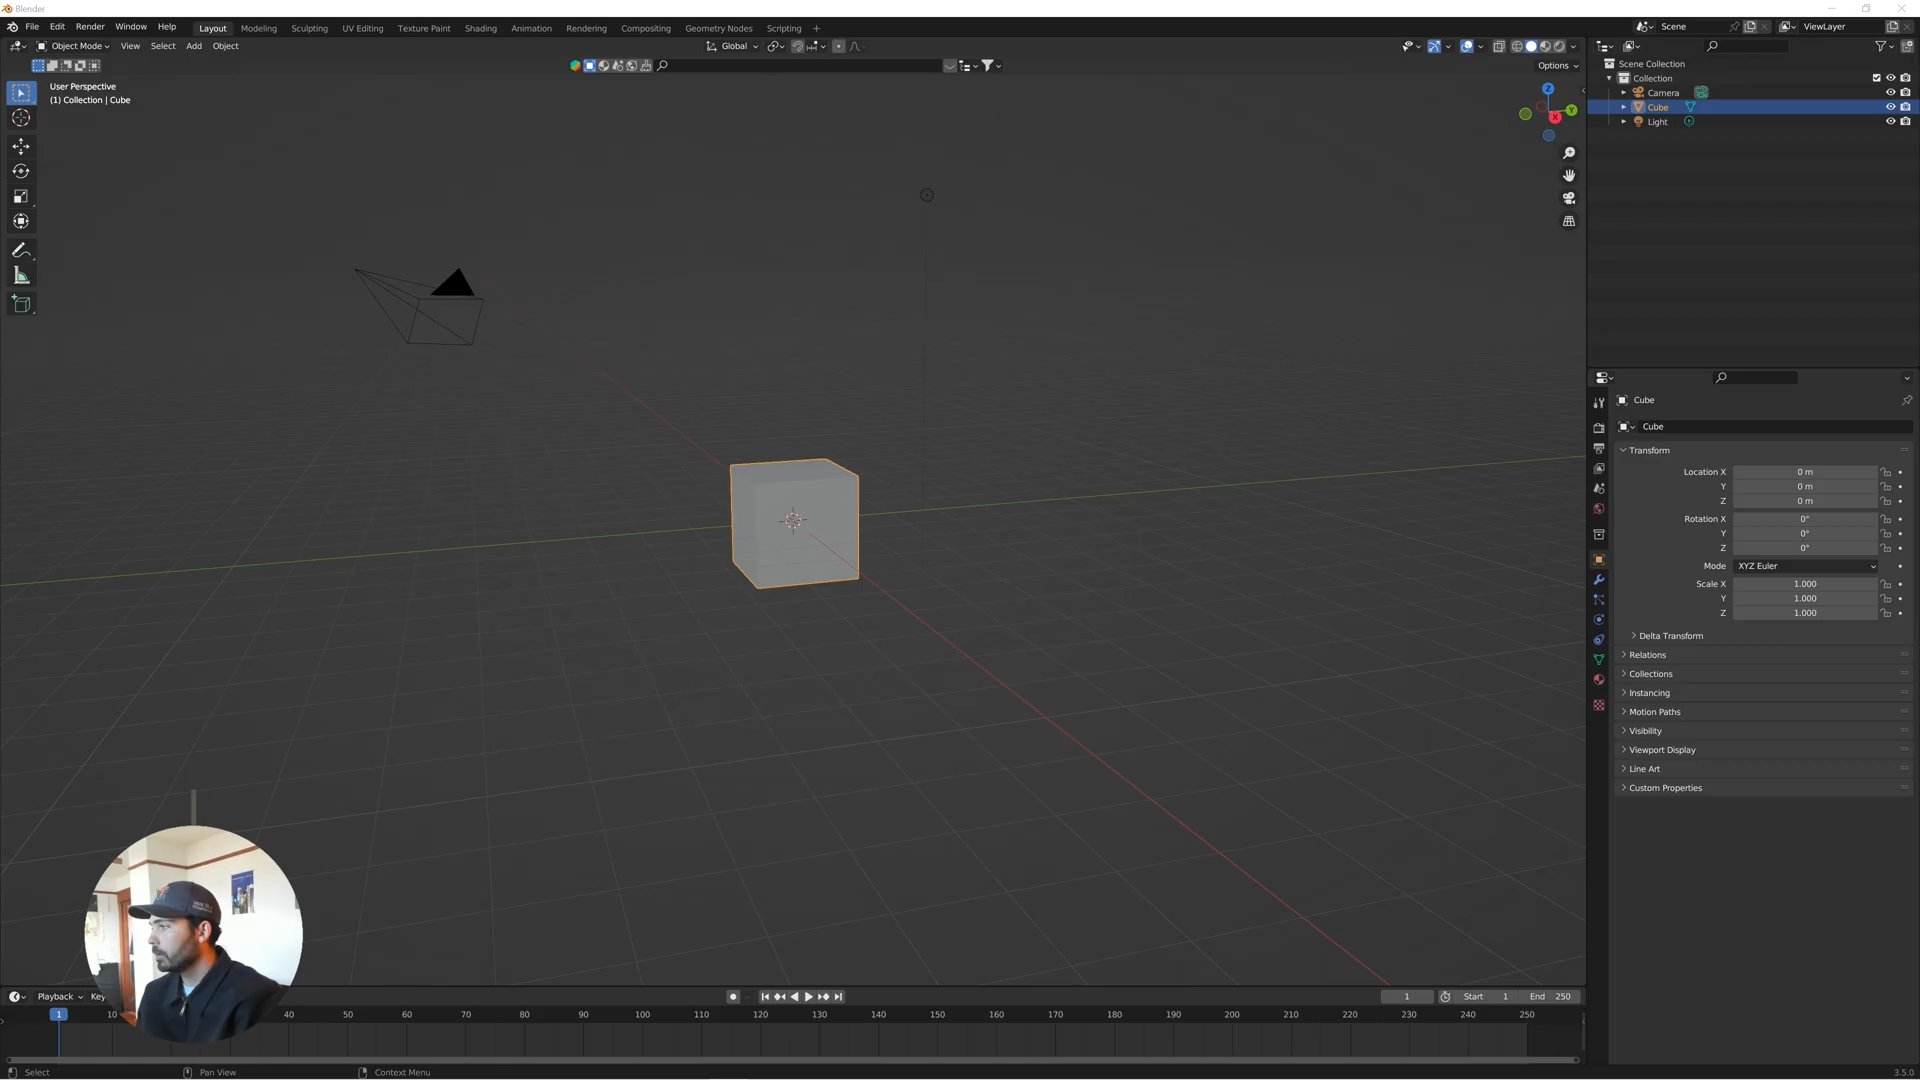 Blender
File Edit Render Window Help Layout Modeling Sculpting UV Editing Texture Paint Shading Animation Rendering Compositing Geometry Nodes Scripting + Scene ViewLayer
Object Mode View Select Add Object Global
Options
User Perspective
(1) Collection | Cube
Z
Y
X
Scene Collection
Collection
Camera
Cube
Light
Cube
Cube
Transform
Location X 0 m
Y 0 m
Z 0 m
Rotation X 0°
Y 0°
Z 0°
Mode XYZ Euler
Scale X 1.000
Y 1.000
Z 1.000
Delta Transform
Relations
Collections
Instancing
Motion Paths
Visibility
Viewport Display
Line Art
Custom Properties
Playback Key 1 Start 1 End 250
1 10 40 50 60 70 80 90 100 110 120 130 140 150 160 170 180 190 200 210 220 230 240 250
Select Pan View Context Menu 3.5.0